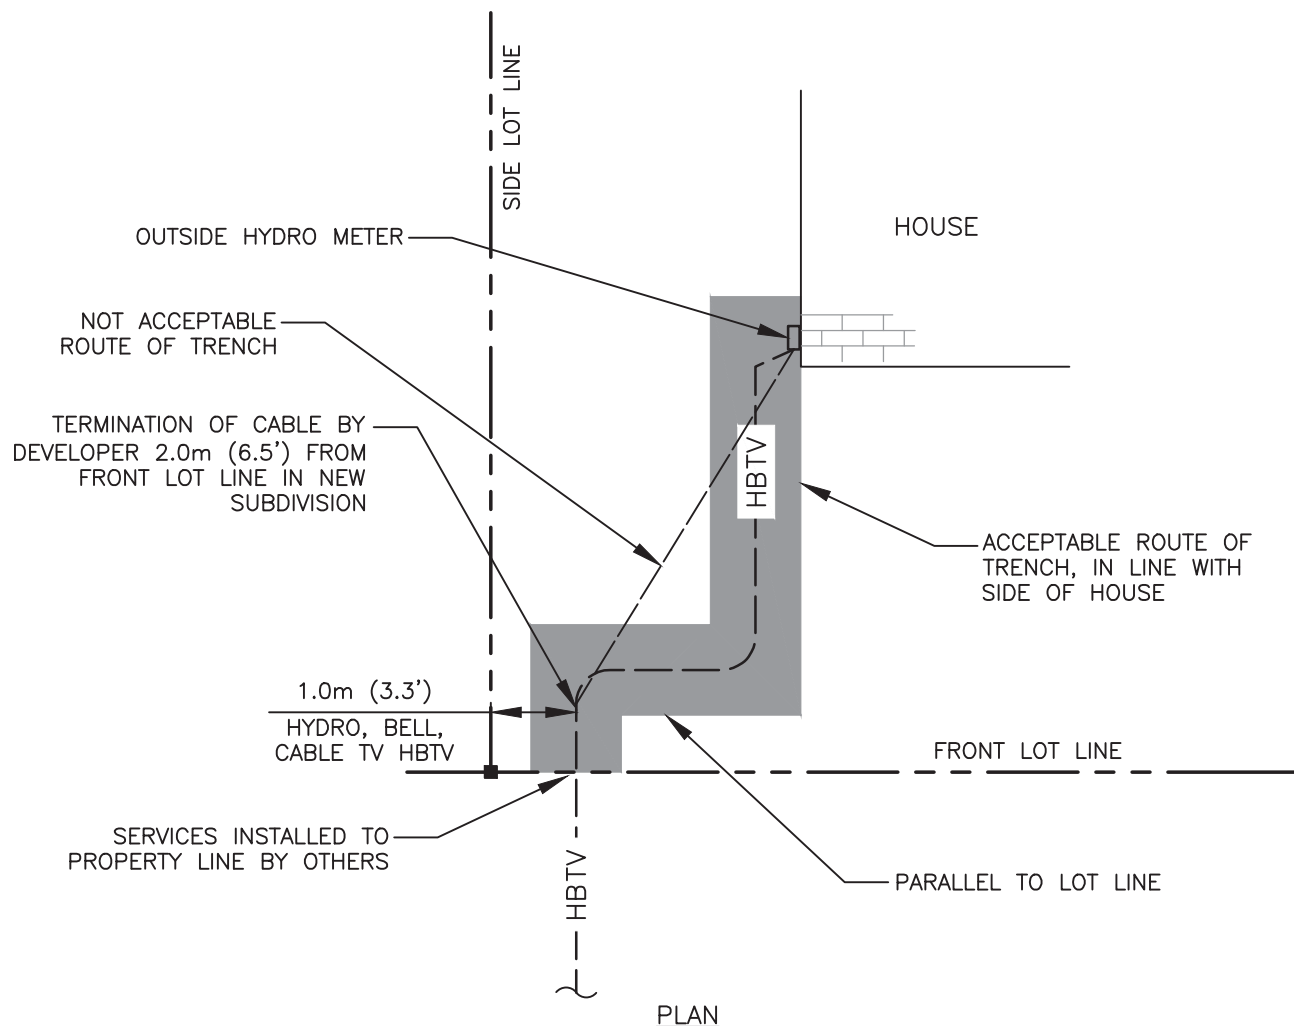 SIDE LOT LINE
HOUSE
OUTSIDE HYDRO METER
NOT ACCEPTABLE
ROUTE OF TRENCH
TERMINATION OF CABLE BY
DEVELOPER 2.0m (6.5') FROM
FRONT LOT LINE IN NEW
SUBDIVISION
HBTV
ACCEPTABLE ROUTE OF
TRENCH, IN LINE WITH
SIDE OF HOUSE
1.0m (3.3')
HYDRO, BELL,
CABLE TV HBTV
FRONT LOT LINE
SERVICES INSTALLED TO
PROPERTY LINE BY OTHERS
HBTV
PARALLEL TO LOT LINE
PLAN